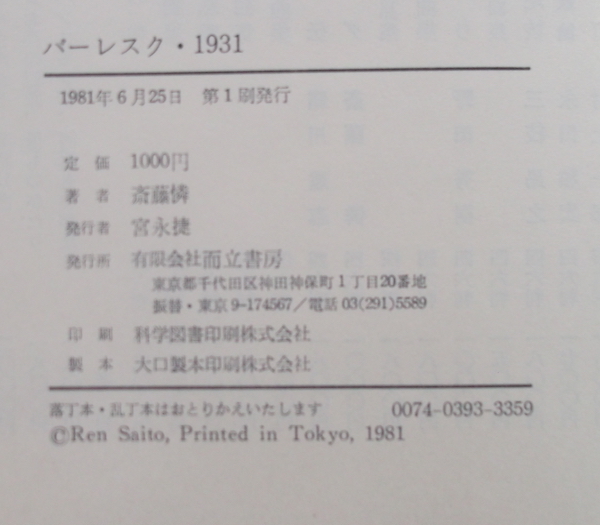 バーレスク・1931
1981年6月25日 第1刷発行
定 価 1000円
著 者 斎藤憐
発行者 宮永捷
発行所 有限会社而立書房
東京都千代田区神田神保町1丁目20番地
振替・東京9-174567／電話03(291)5589
印 刷 科学図書印刷株式会社
製 本 大口製本印刷株式会社
落丁本・乱丁本はおとりかえいたします 0074-0393-3359
©Ren Saito, Printed in Tokyo, 1981